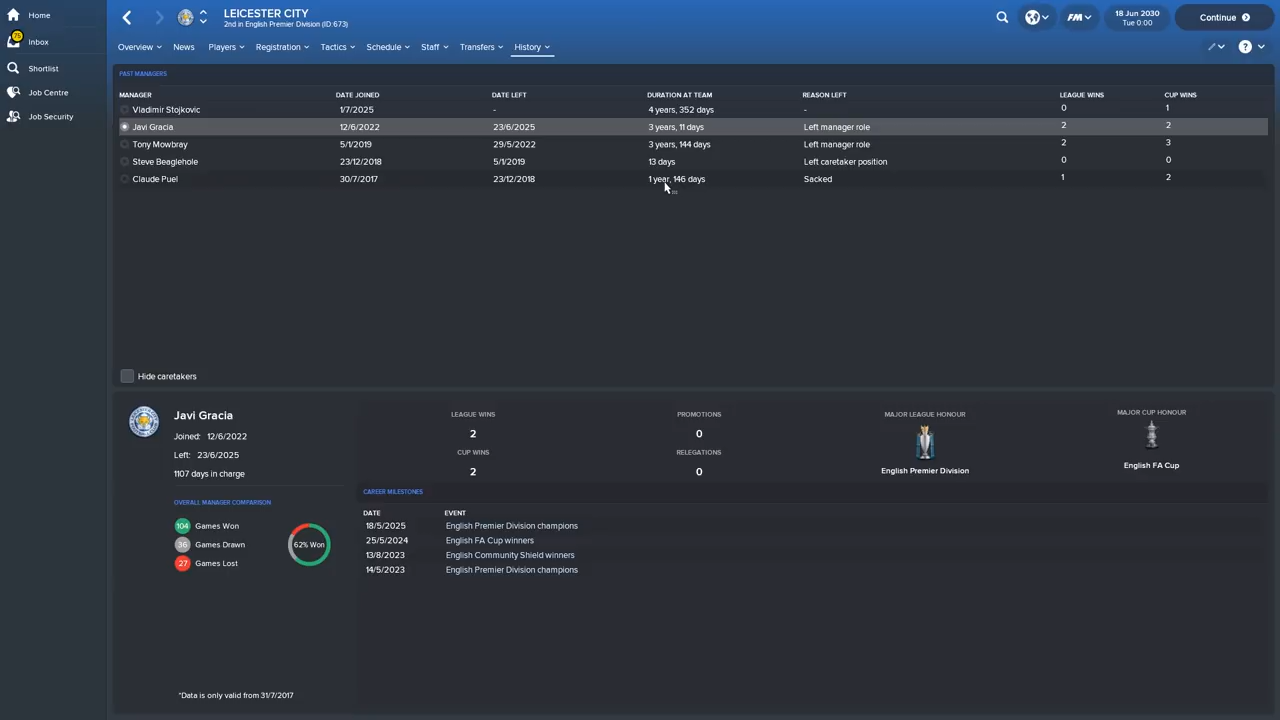 Home
Inbox
75
Shortlist
Job Centre
Job Security
LEICESTER CITY
2nd in English Premier Division (ID:673)
FM
18 Jun 2030
Tue 0:00
Continue
Overview
News
Players
Registration
Tactics
Schedule
Staff
Transfers
History
?
PAST MANAGERS
MANAGER DATE JOINED DATE LEFT DURATION AT TEAM REASON LEFT LEAGUE WINS CUP WINS
Vladimir Stojkovic 1/7/2025 - 4 years, 352 days - 0 1
Javi Gracia 12/6/2022 23/6/2025 3 years, 11 days Left manager role 2 2
Tony Mowbray 5/1/2019 29/5/2022 3 years, 144 days Left manager role 2 3
Steve Beaglehole 23/12/2018 5/1/2019 13 days Left caretaker position 0 0
Claude Puel 30/7/2017 23/12/2018 1 year, 146 days Sacked 1 2
Hide caretakers
Javi Gracia
Joined: 12/6/2022
Left: 23/6/2025
1107 days in charge
OVERALL MANAGER COMPARISON
104 Games Won
36 Games Drawn
27 Games Lost
62% Won
*Data is only valid from 31/7/2017
LEAGUE WINS
2
CUP WINS
2
PROMOTIONS
0
RELEGATIONS
0
MAJOR LEAGUE HONOUR
English Premier Division
MAJOR CUP HONOUR
English FA Cup
CAREER MILESTONES
DATE EVENT
18/5/2025 English Premier Division champions
25/5/2024 English FA Cup winners
13/8/2023 English Community Shield winners
14/5/2023 English Premier Division champions